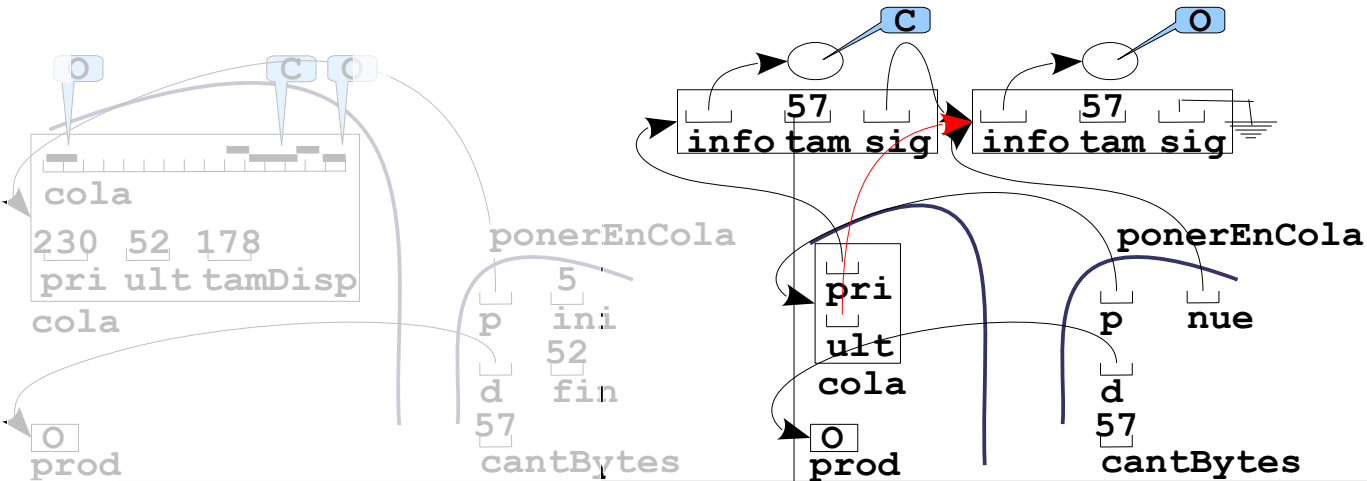 O C O
cola
230 52 178
pri ult tamDisp
cola
O
prod
ponerEnCola
5
p ini
52
d fin
57
cantBytes
C O
57
info tam sig
57
info tam sig
pri
ult
cola
O
prod
ponerEnCola
p nue
d
57
cantBytes